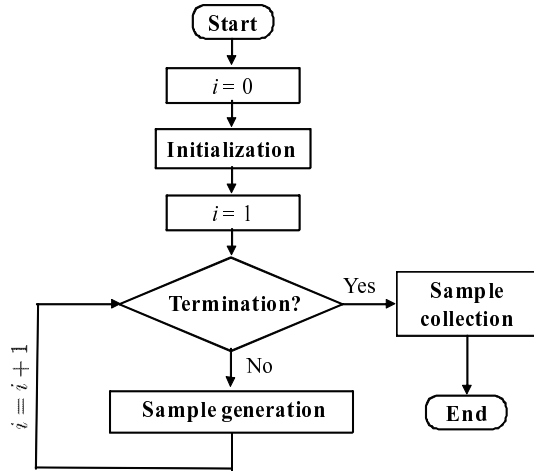 Start
i = 0
Initialization
i = 1
Termination?
Yes
Sample
collection
No
Sample generation
End
i = i + 1